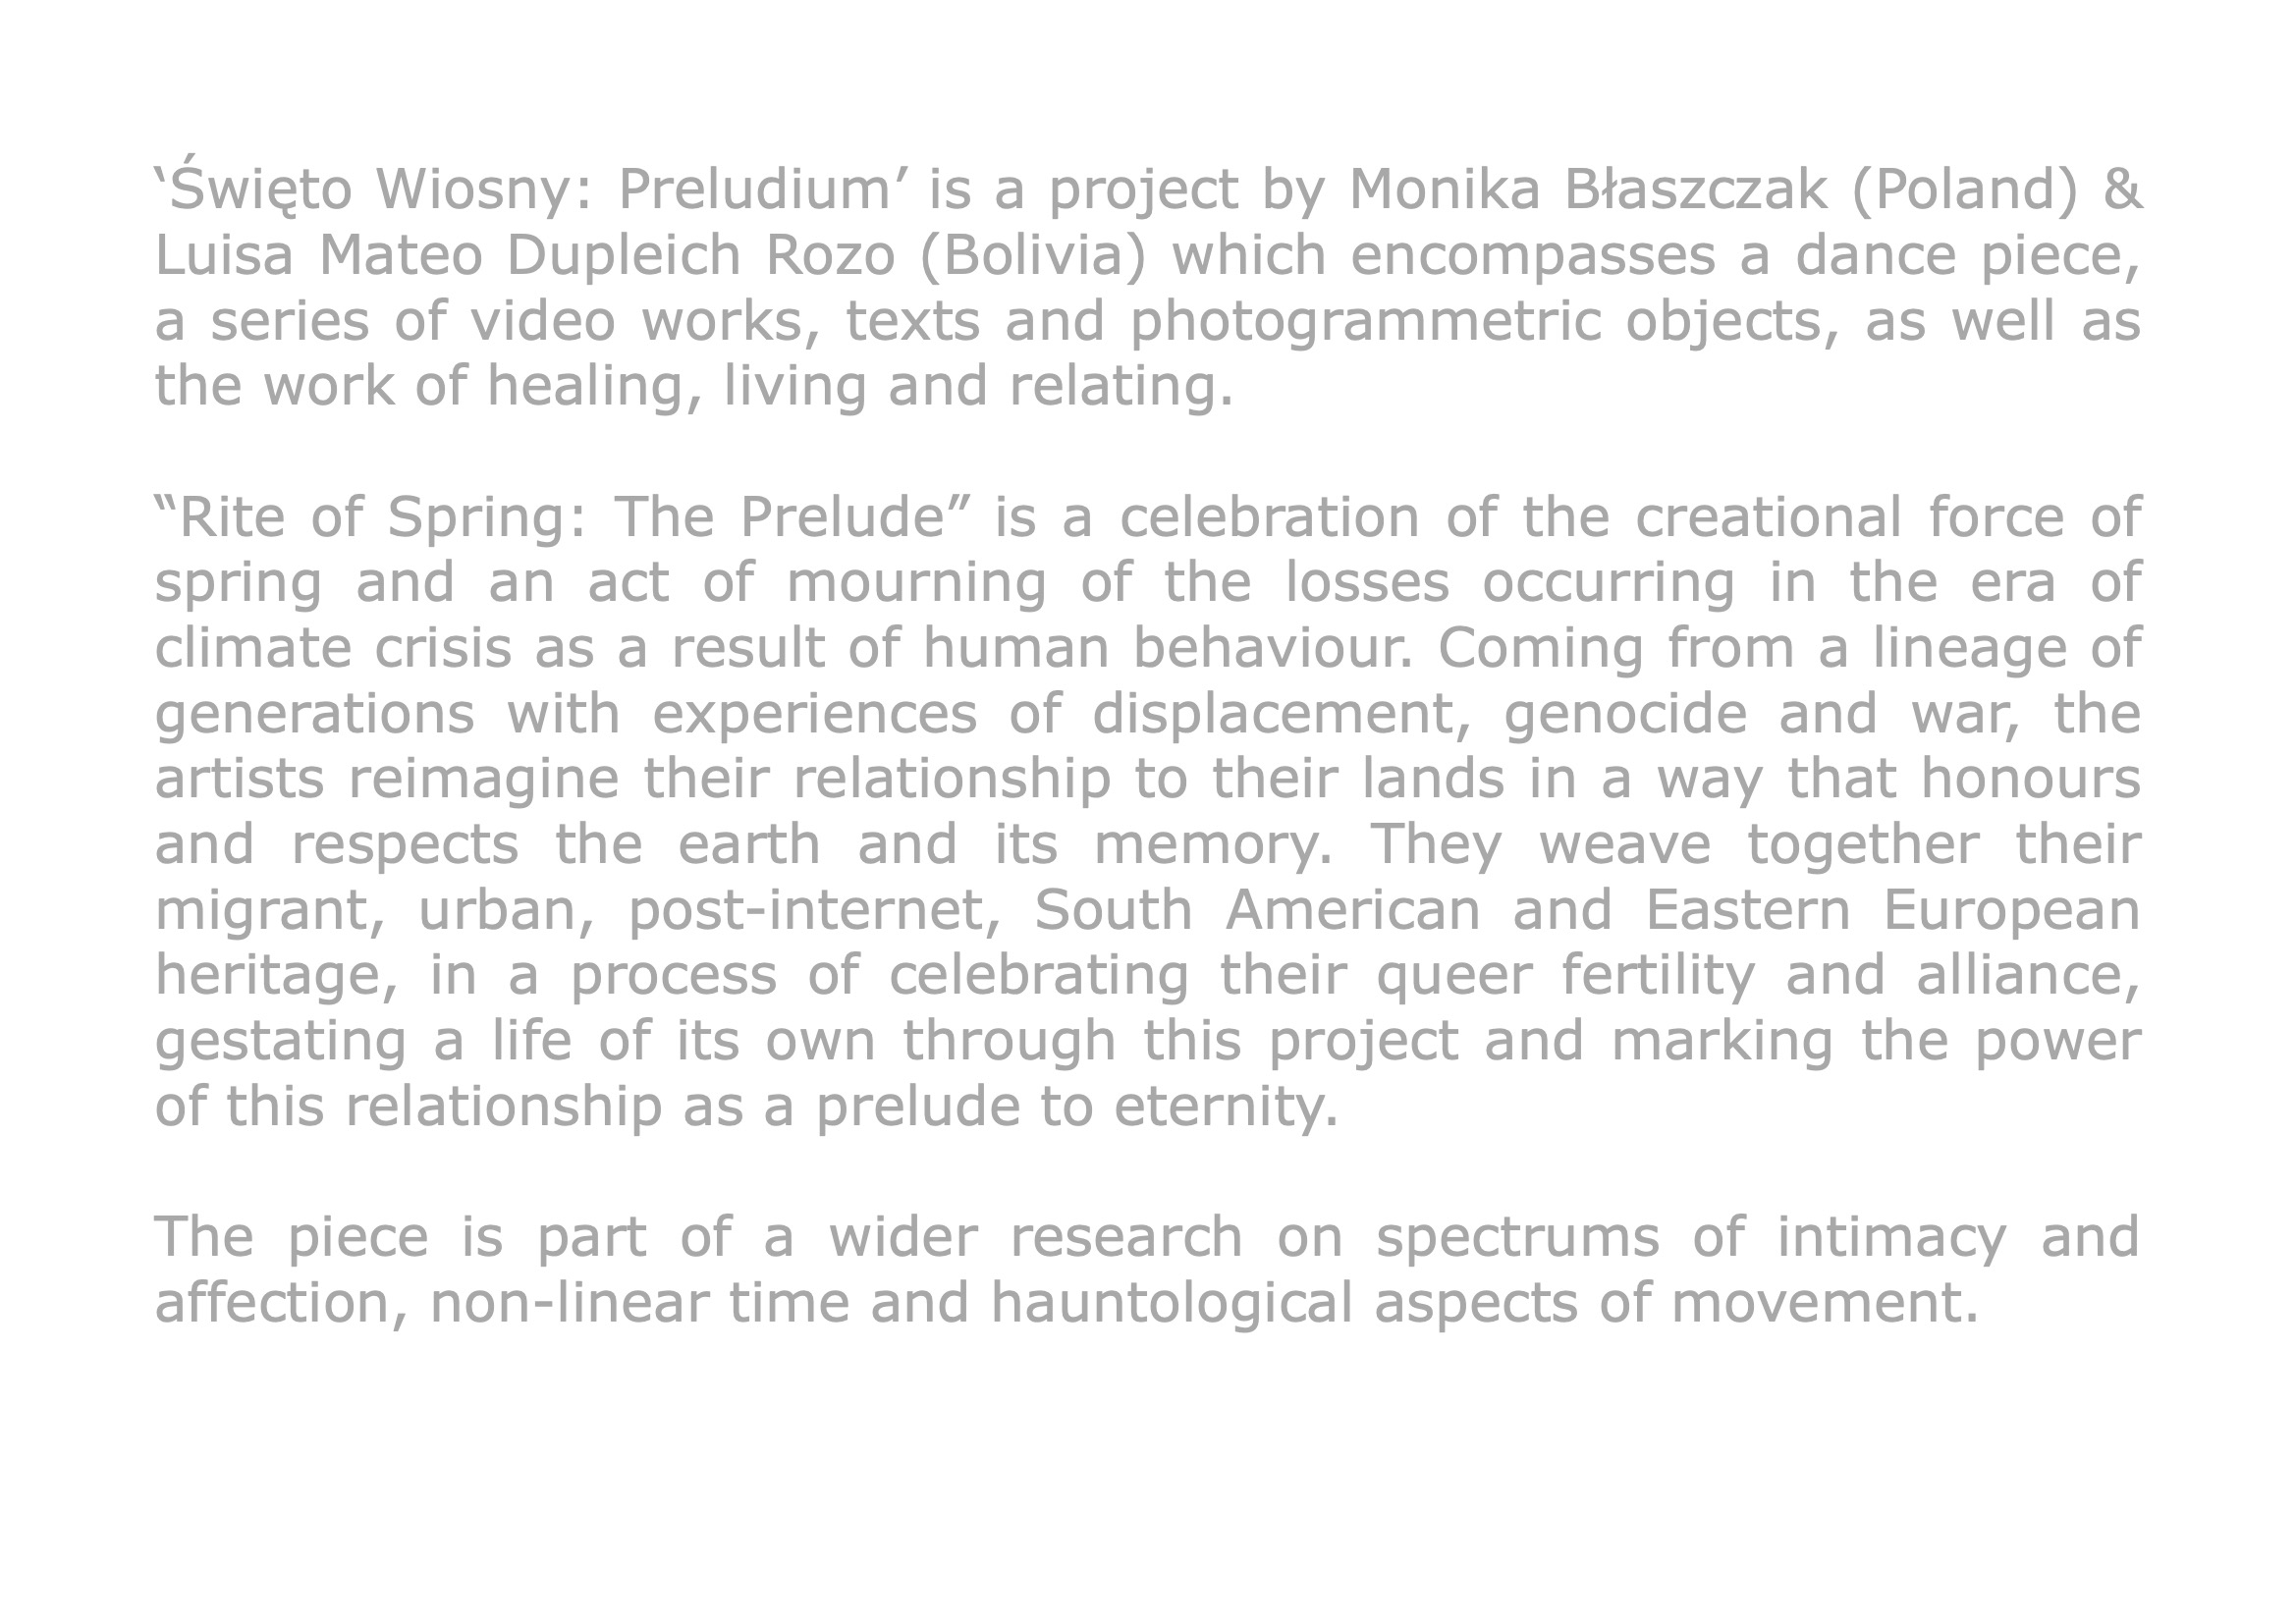 ‘Święto Wiosny: Preludium’ is a project by Monika Błaszczak (Poland) &
Luisa Mateo Dupleich Rozo (Bolivia) which encompasses a dance piece,
a series of video works, texts and photogrammetric objects, as well as
the work of healing, living and relating.

“Rite of Spring: The Prelude” is a celebration of the creational force of
spring and an act of mourning of the losses occurring in the era of
climate crisis as a result of human behaviour. Coming from a lineage of
generations with experiences of displacement, genocide and war, the
artists reimagine their relationship to their lands in a way that honours
and respects the earth and its memory. They weave together their
migrant, urban, post-internet, South American and Eastern European
heritage, in a process of celebrating their queer fertility and alliance,
gestating a life of its own through this project and marking the power
of this relationship as a prelude to eternity.

The piece is part of a wider research on spectrums of intimacy and
affection, non-linear time and hauntological aspects of movement.